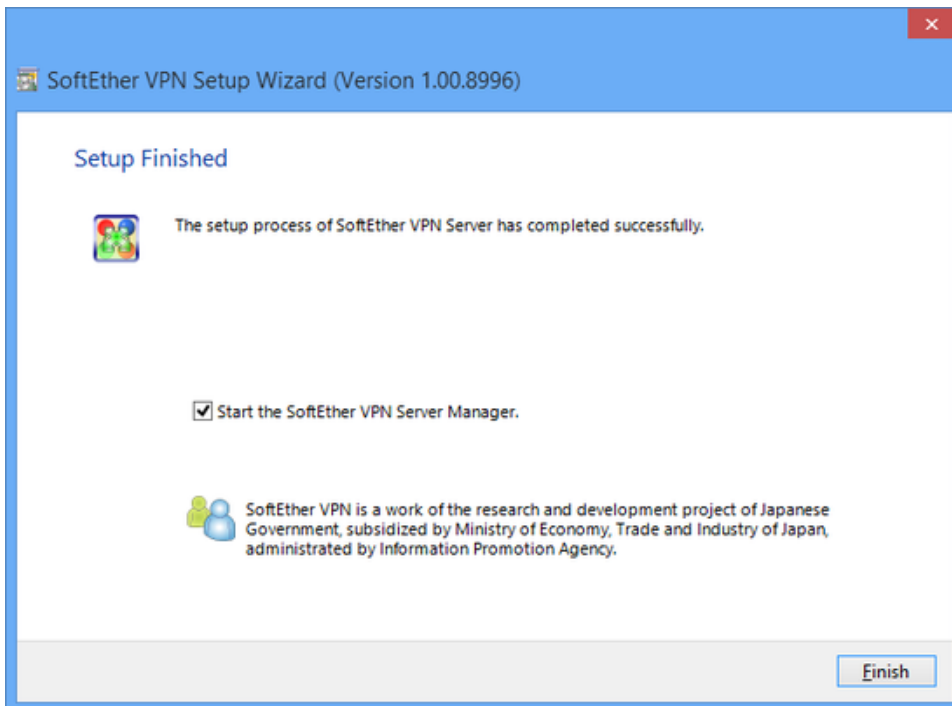 SoftEther VPN Setup Wizard (Version 1.00.8996)
Setup Finished
The setup process of SoftEther VPN Server has completed successfully.
Start the SoftEther VPN Server Manager.
SoftEther VPN is a work of the research and development project of Japanese
Government, subsidized by Ministry of Economy, Trade and Industry of Japan,
administrated by Information Promotion Agency.
Finish